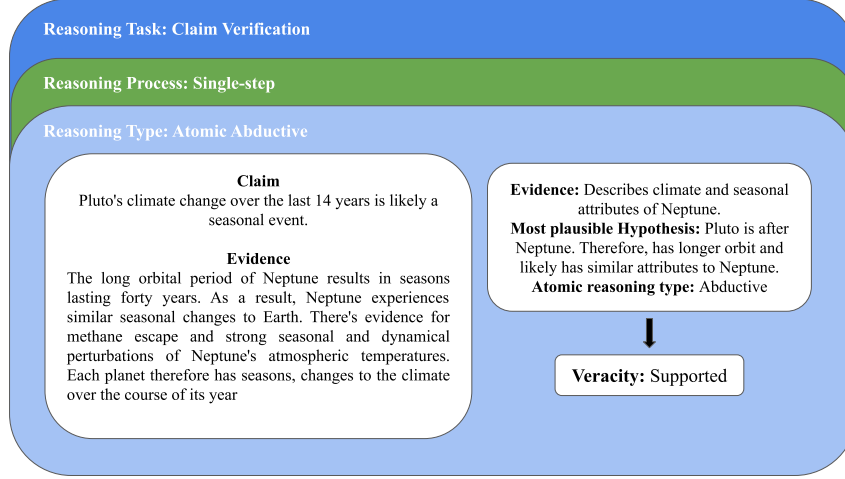 Reasoning Task: Claim Verification
Reasoning Process: Single-step
Reasoning Type: Atomic Abductive
Claim
Pluto's climate change over the last 14 years is likely a
seasonal event.
Evidence
The long orbital period of Neptune results in seasons
lasting forty years. As a result, Neptune experiences
similar seasonal changes to Earth. There's evidence for
methane escape and strong seasonal and dynamical
perturbations of Neptune's atmospheric temperatures.
Each planet therefore has seasons, changes to the climate
over the course of its year
Evidence: Describes climate and seasonal
attributes of Neptune.
Most plausible Hypothesis: Pluto is after
Neptune. Therefore, has longer orbit and
likely has similar attributes to Neptune.
Atomic reasoning type: Abductive
Veracity: Supported